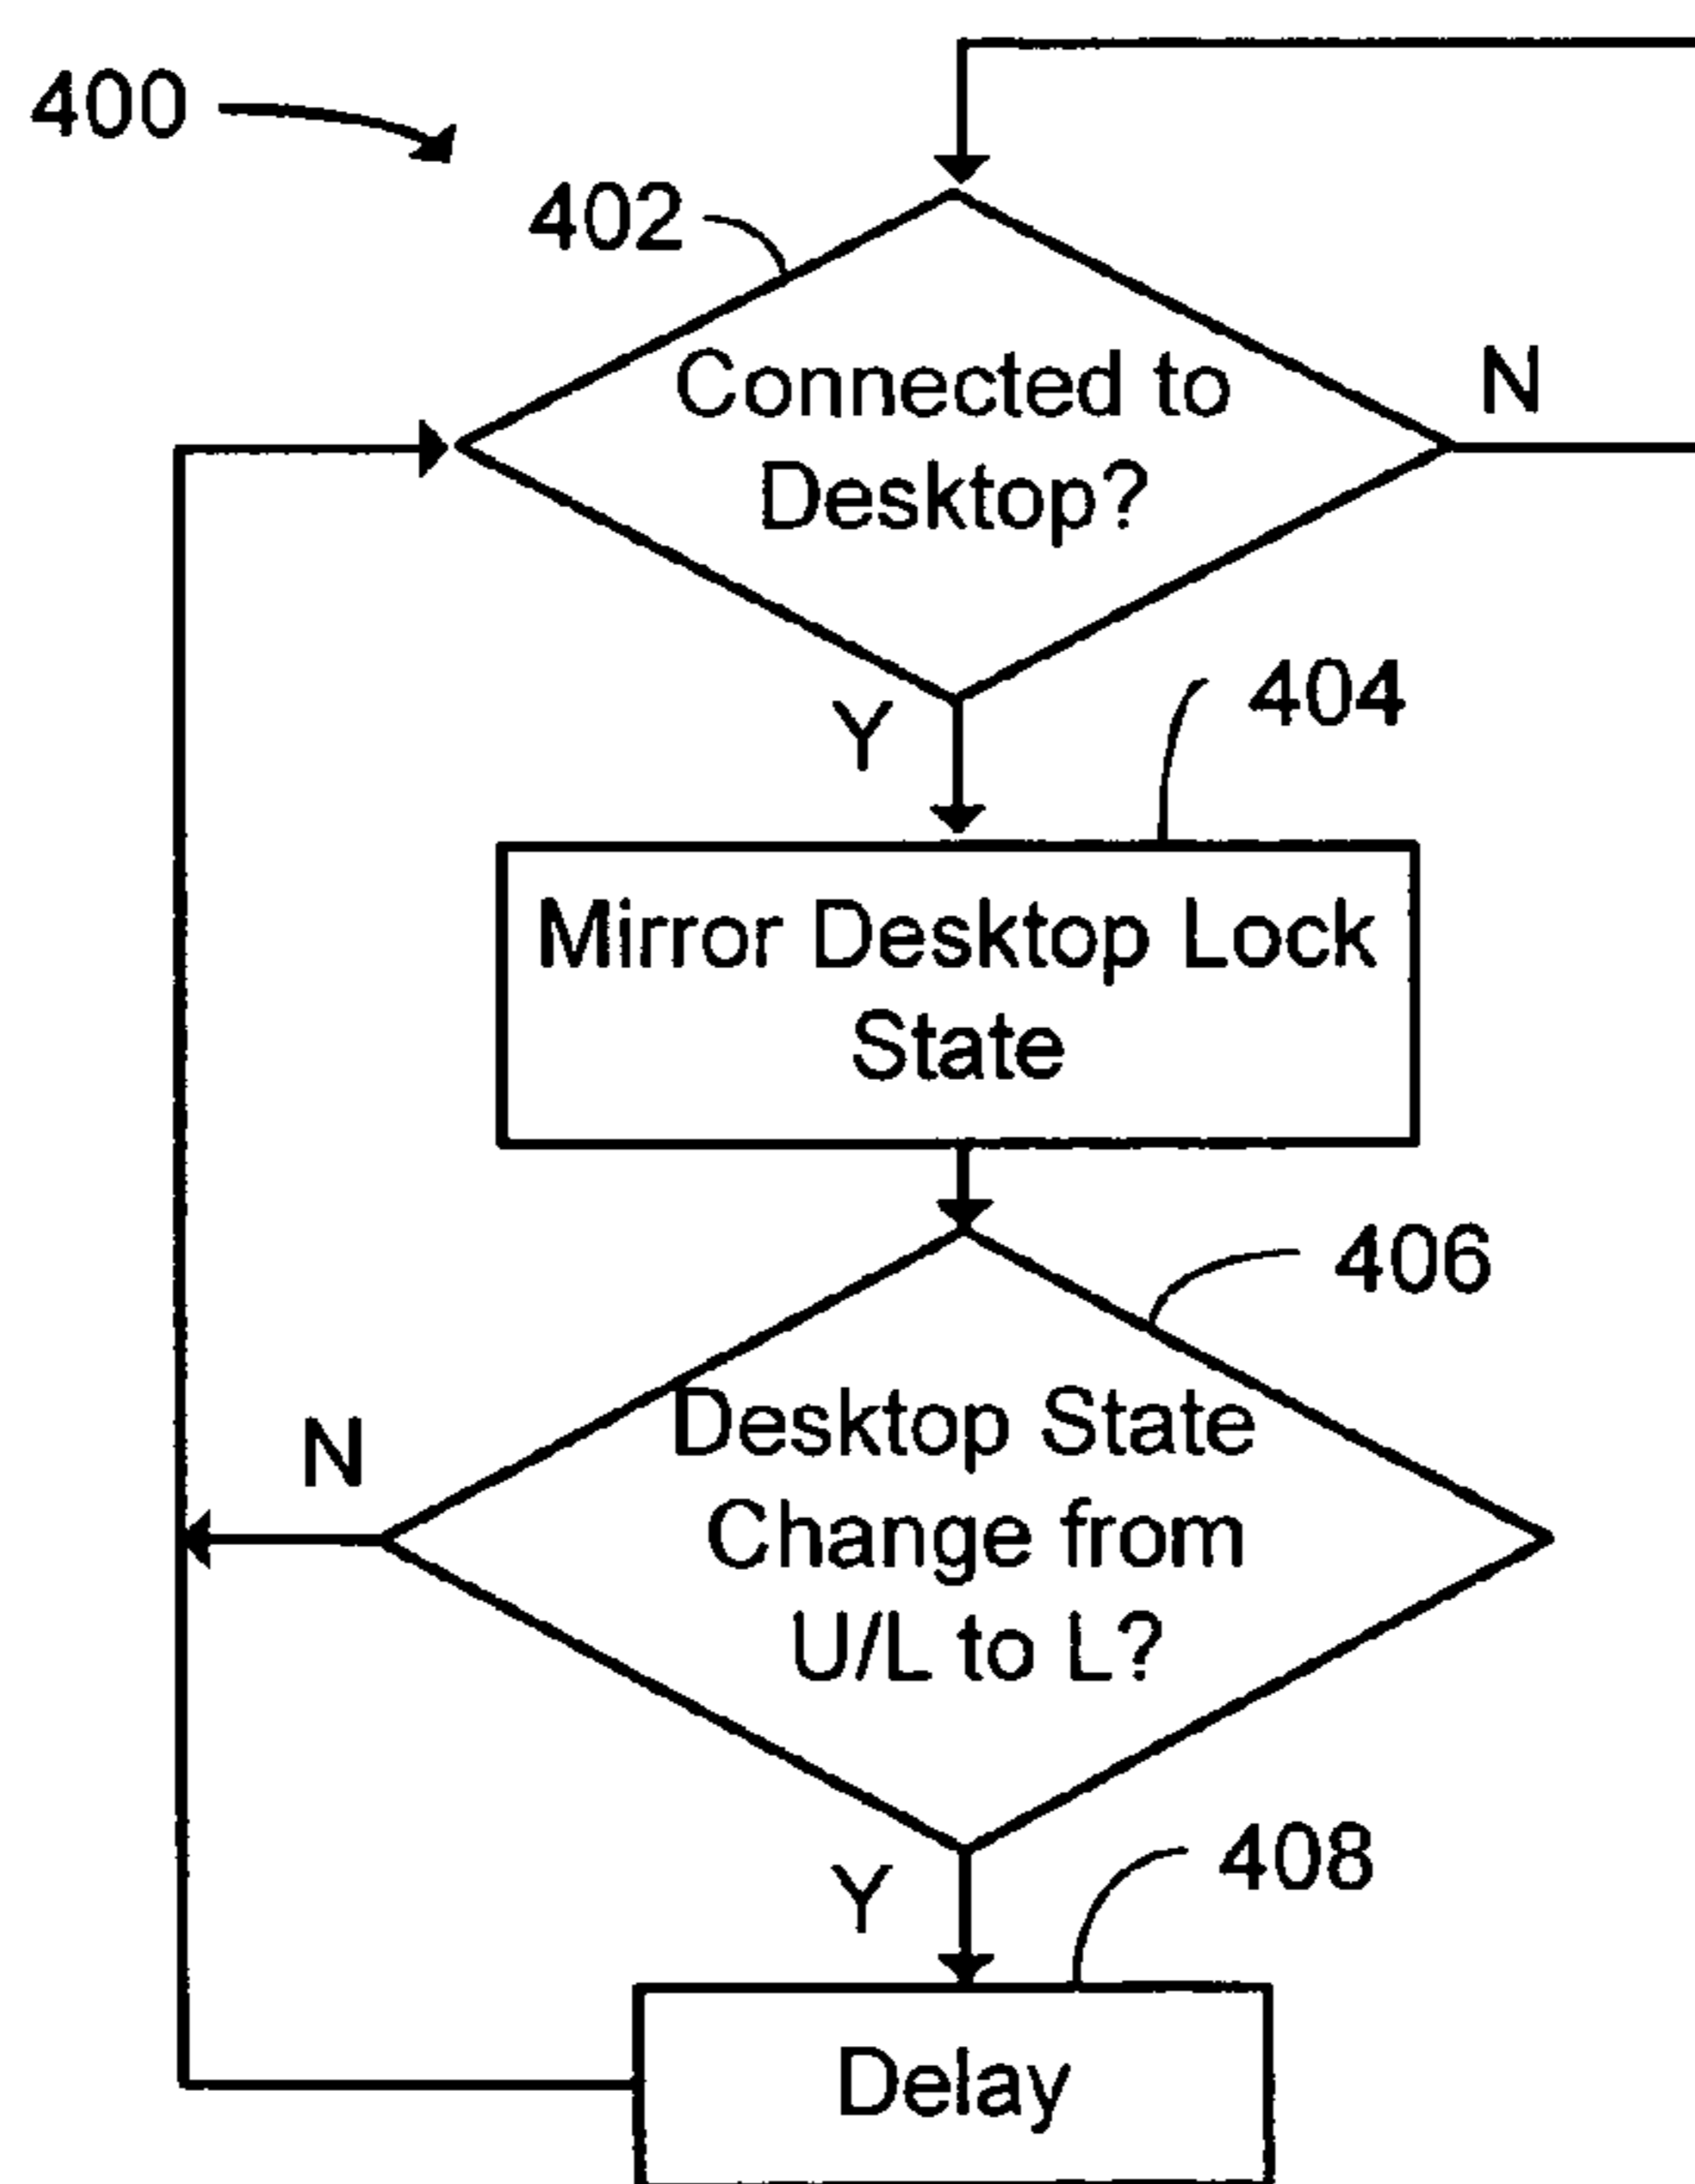 400
402
Connected to
Desktop?
N
Y
404
Mirror Desktop Lock
State
406
Desktop State
Change from
U/L to L?
N
Y
408
Delay